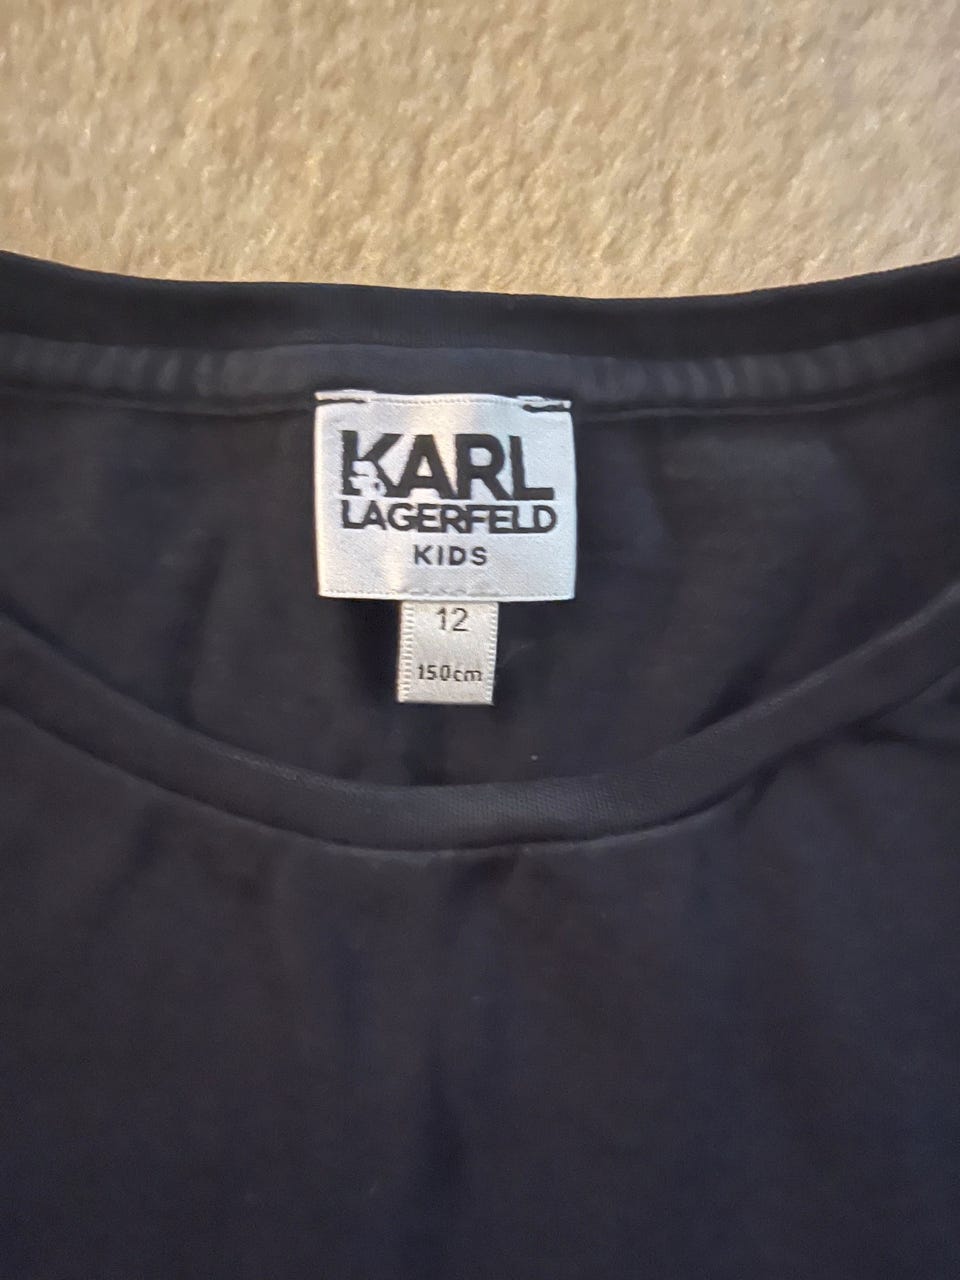 KARL
LAGERFELD
KIDS
12
150cm